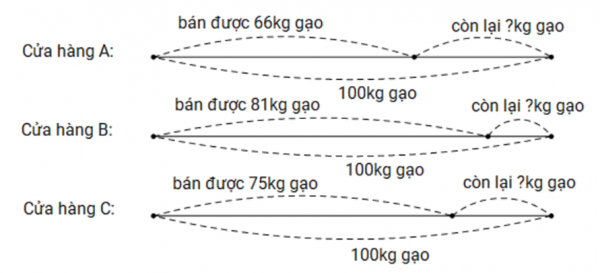 bán được 66kg gạo còn lại ?kg gạo
Cửa hàng A:
100kg gạo
bán được 81kg gạo còn lại ?kg gạo
Cửa hàng B:
100kg gạo
bán được 75kg gạo còn lại ?kg gạo
Cửa hàng C:
100kg gạo